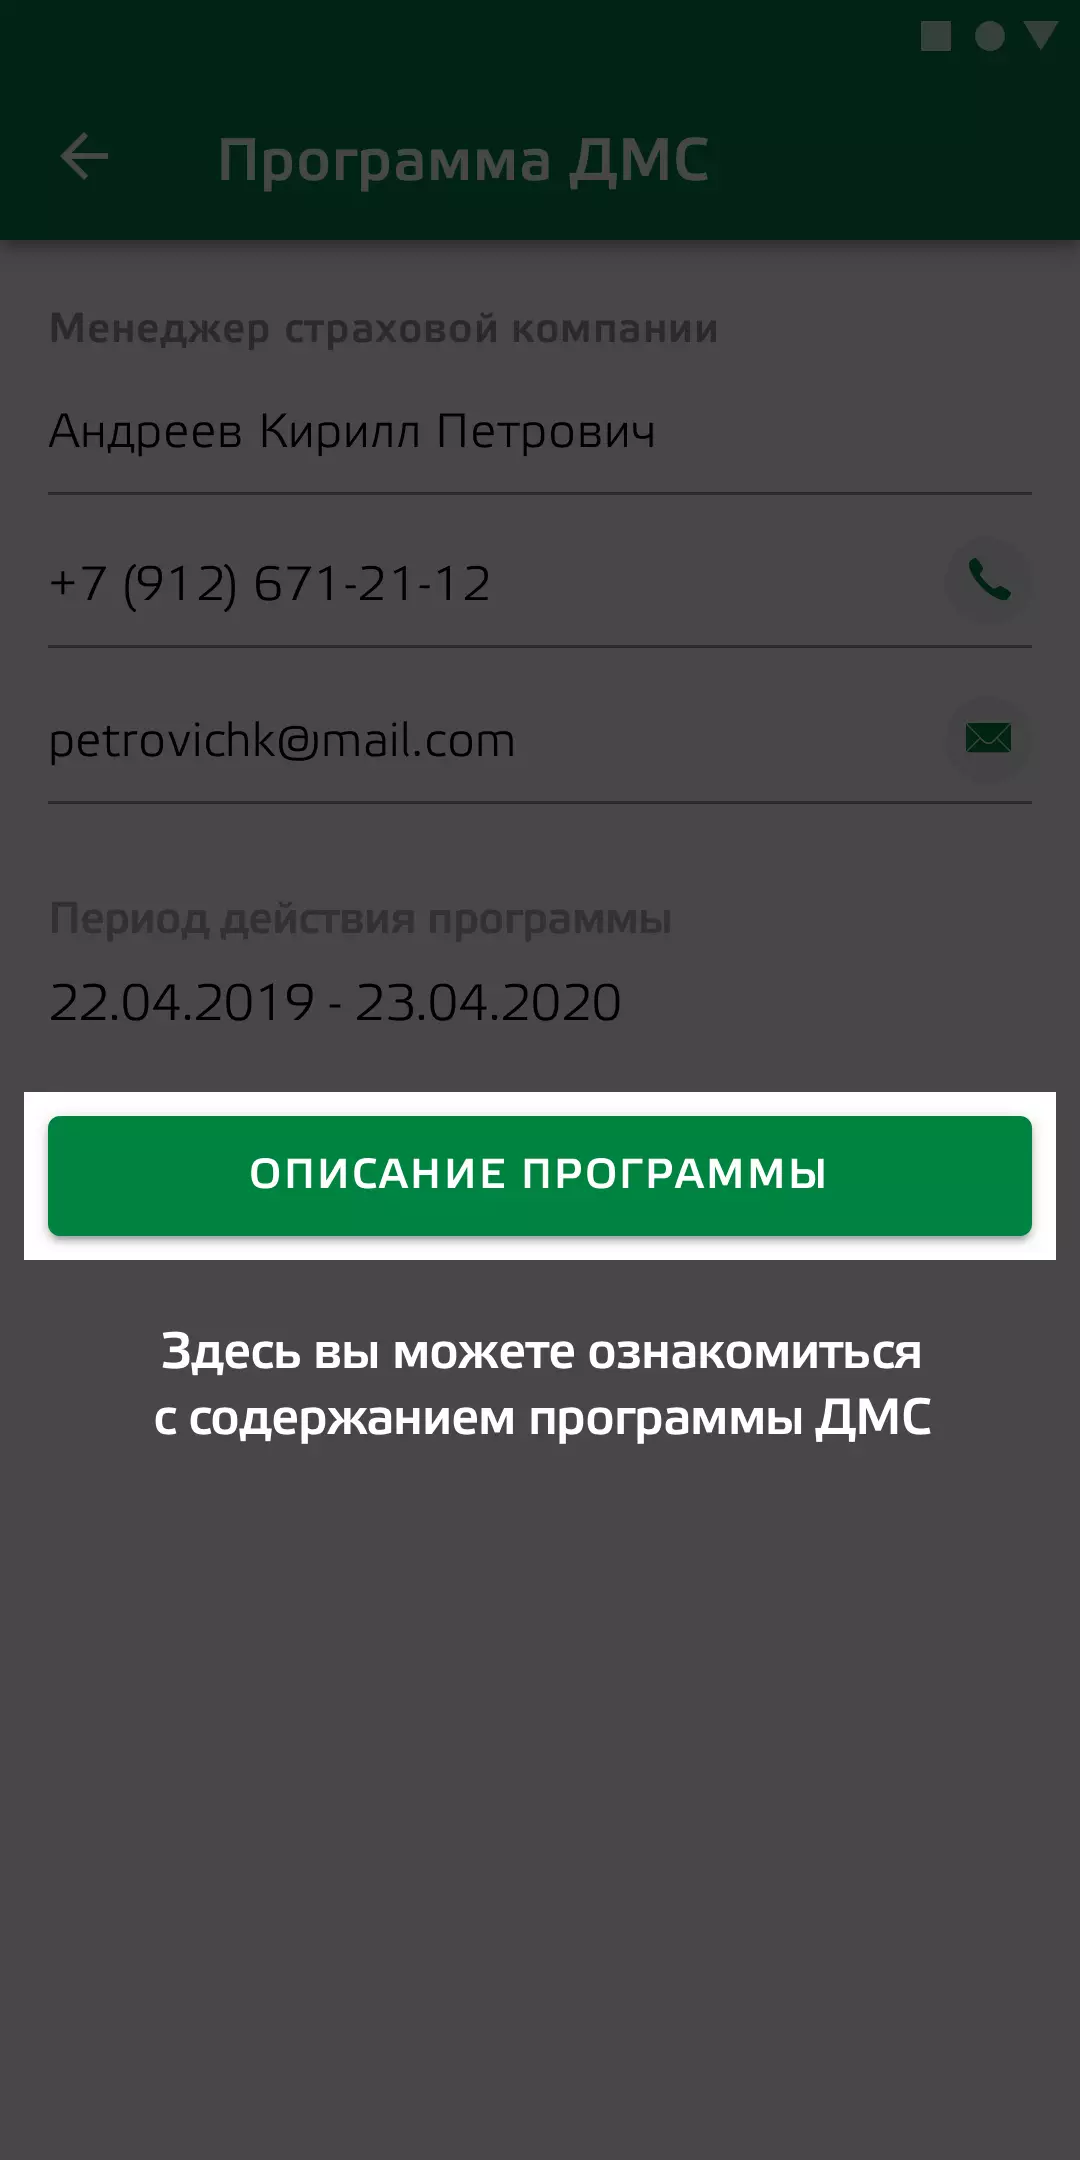 Программа ДМС
Менеджер страховой компании
Андреев Кирилл Петрович
+7 (912) 671-21-12
petrovichk@mail.com
Период действия программы
22.04.2019 - 23.04.2020
ОПИСАНИЕ ПРОГРАММЫ
Здесь вы можете ознакомиться
с содержанием программы ДМС